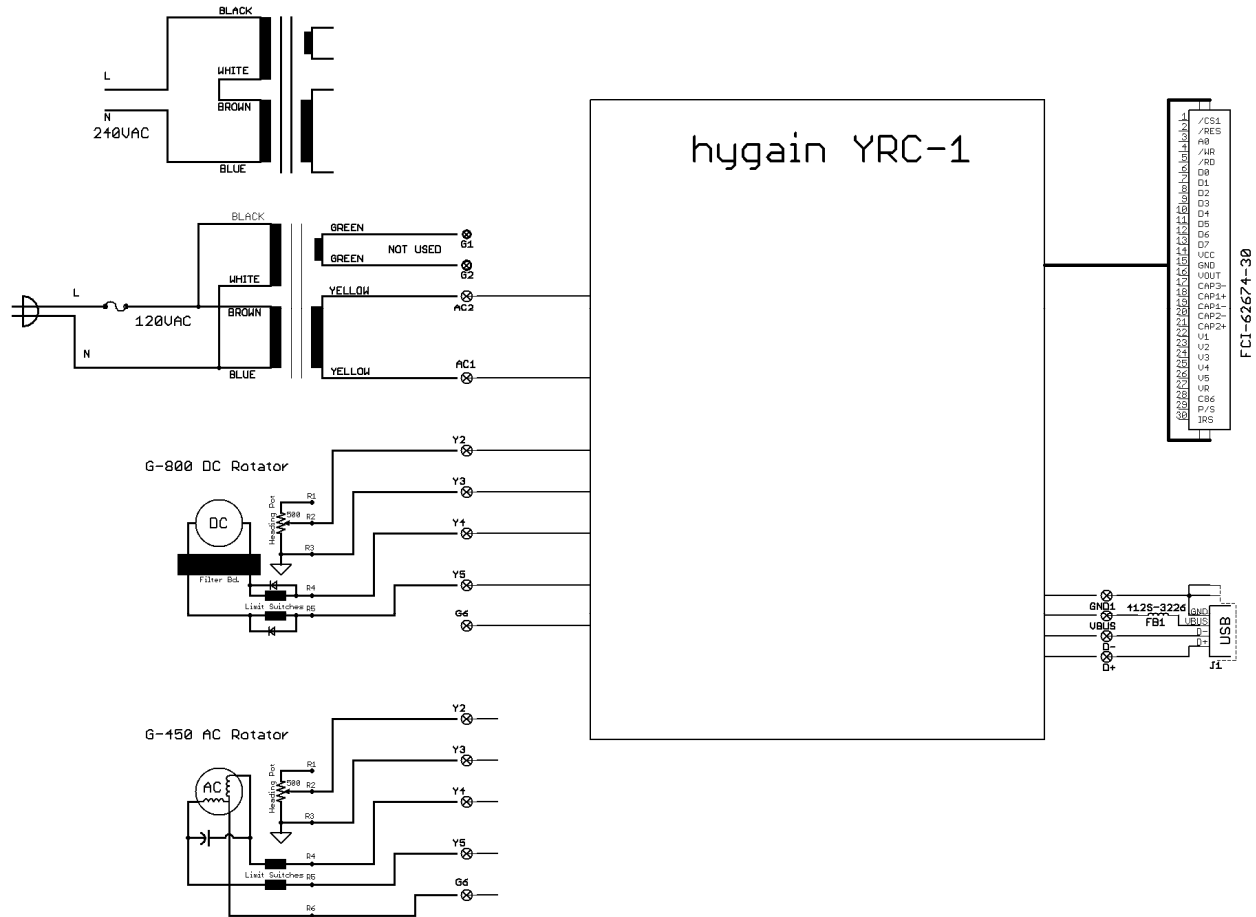 BLACK
L
WHITE
BROWN
N
240VAC
BLUE
hygain YRC-1
BLACK
GREEN
NOT USED
G1
GREEN
G2
WHITE
YELLOW
L
AC2
120VAC
BROWN
N
AC1
BLUE
YELLOW
1 /CS1
2 /RES
3 A0
4 /WR
5 /RD
6 D0
7 D1
8 D2
9 D3
10 D4
11 D5
12 D6
13 D7
14 VCC
15 GND
16 VOUT
17 CAP3-
18 CAP1+
19 CAP1-
20 CAP2-
21 CAP2+
22 V1
23 V2
24 V3
25 V4
26 V5
27 VR
28 C86
29 P/S
30 IRS
FCI-62674-30
G-800 DC Rotator
Y2
R1
Heading Pot
500
R2
Y3
DC
Y4
R3
Filter Bd.
Y5
R4
Limit Switches
R5
G6
GND1
412S-3226
GND
VBUS
FB1
VBUS
D-
D-
D+
D+
USB
J1
G-450 AC Rotator
Y2
R1
Heading Pot
500
R2
Y3
AC
Y4
R3
Y5
R4
Limit Switches
R5
G6
R6